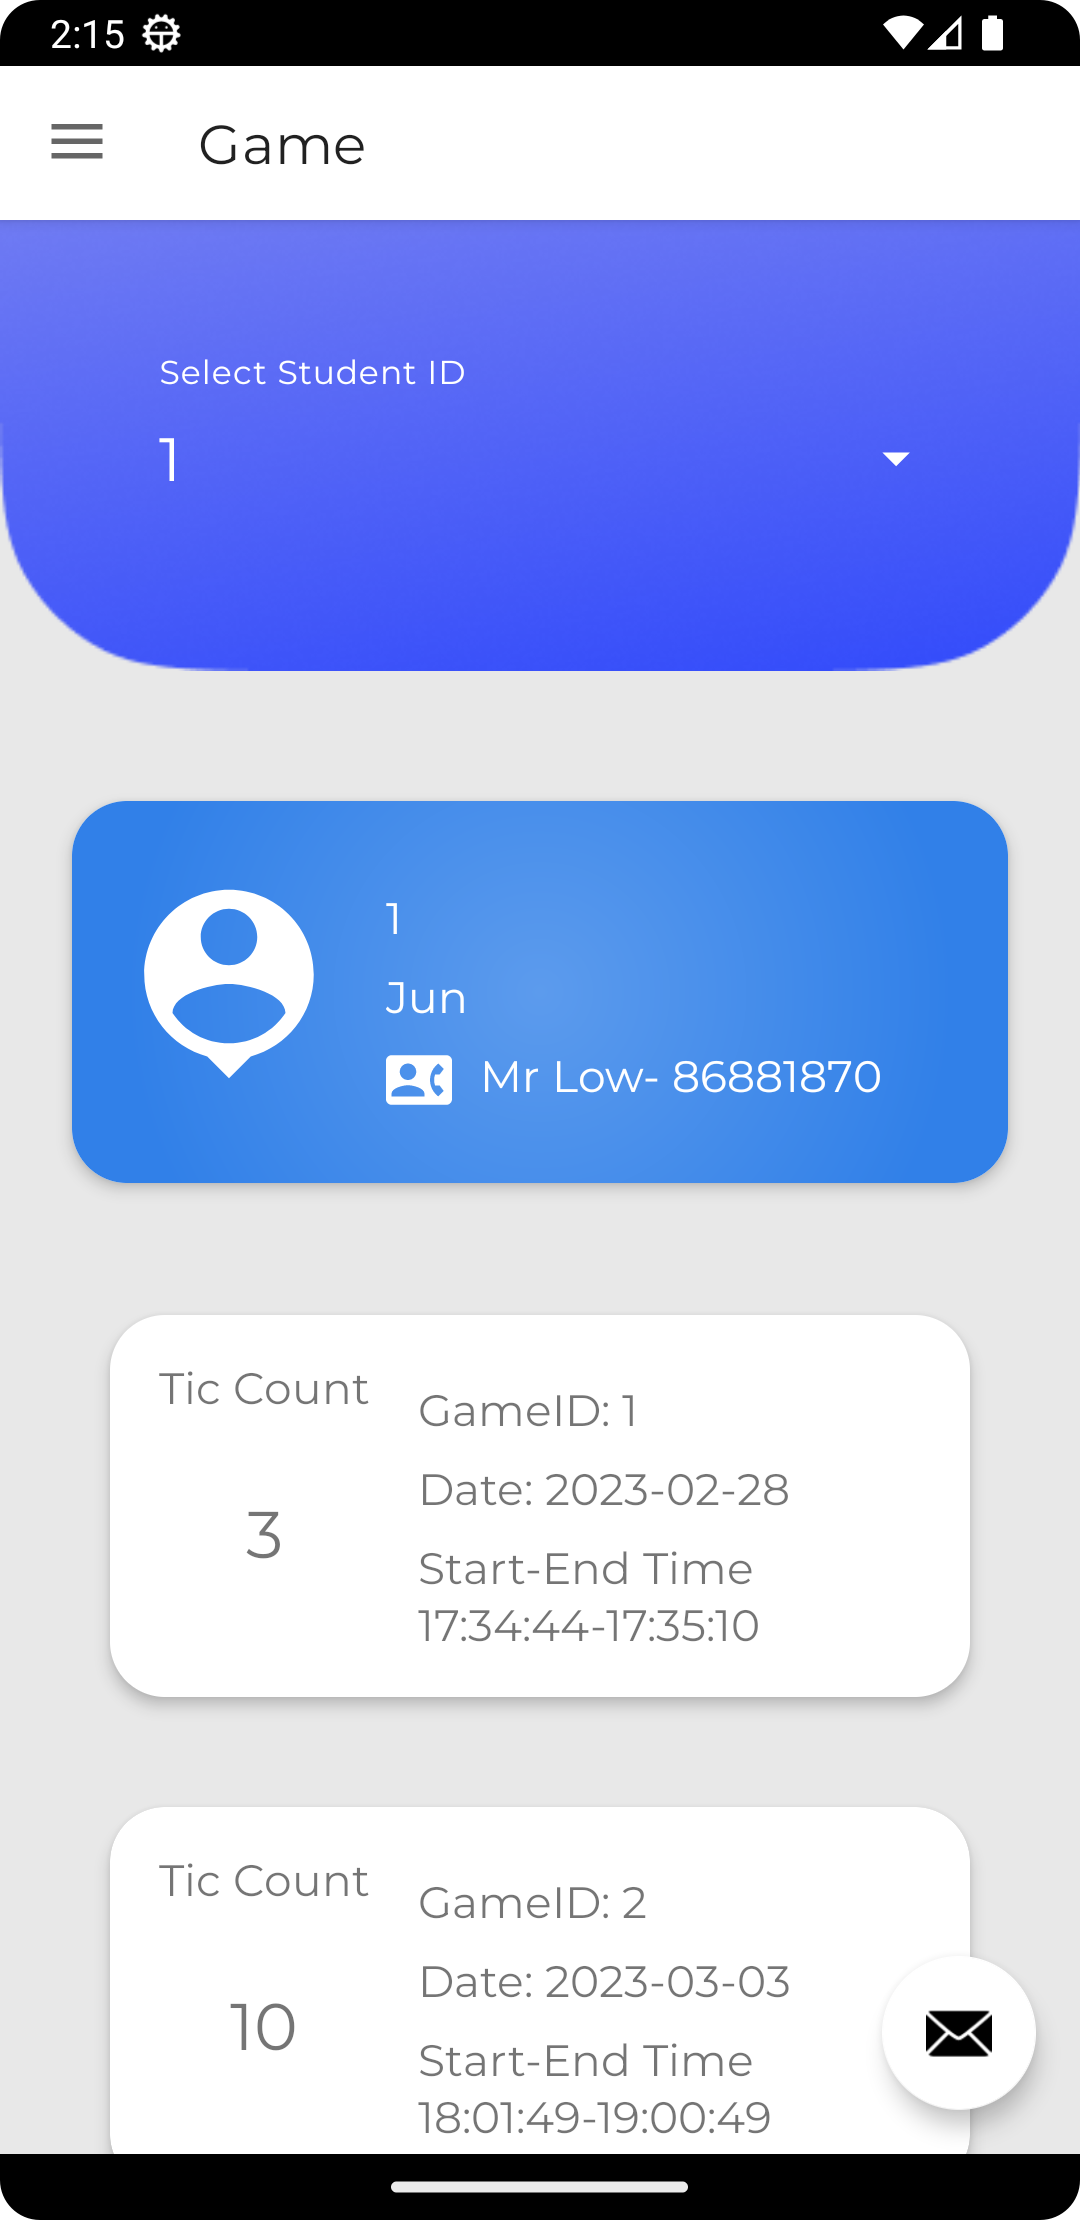 2:15
Game
Select Student ID
1
1
Jun
Mr Low- 86881870
Tic Count
3
GameID: 1
Date: 2023-02-28
Start-End Time
17:34:44-17:35:10
Tic Count
10
GameID: 2
Date: 2023-03-03
Start-End Time
18:01:49-19:00:49